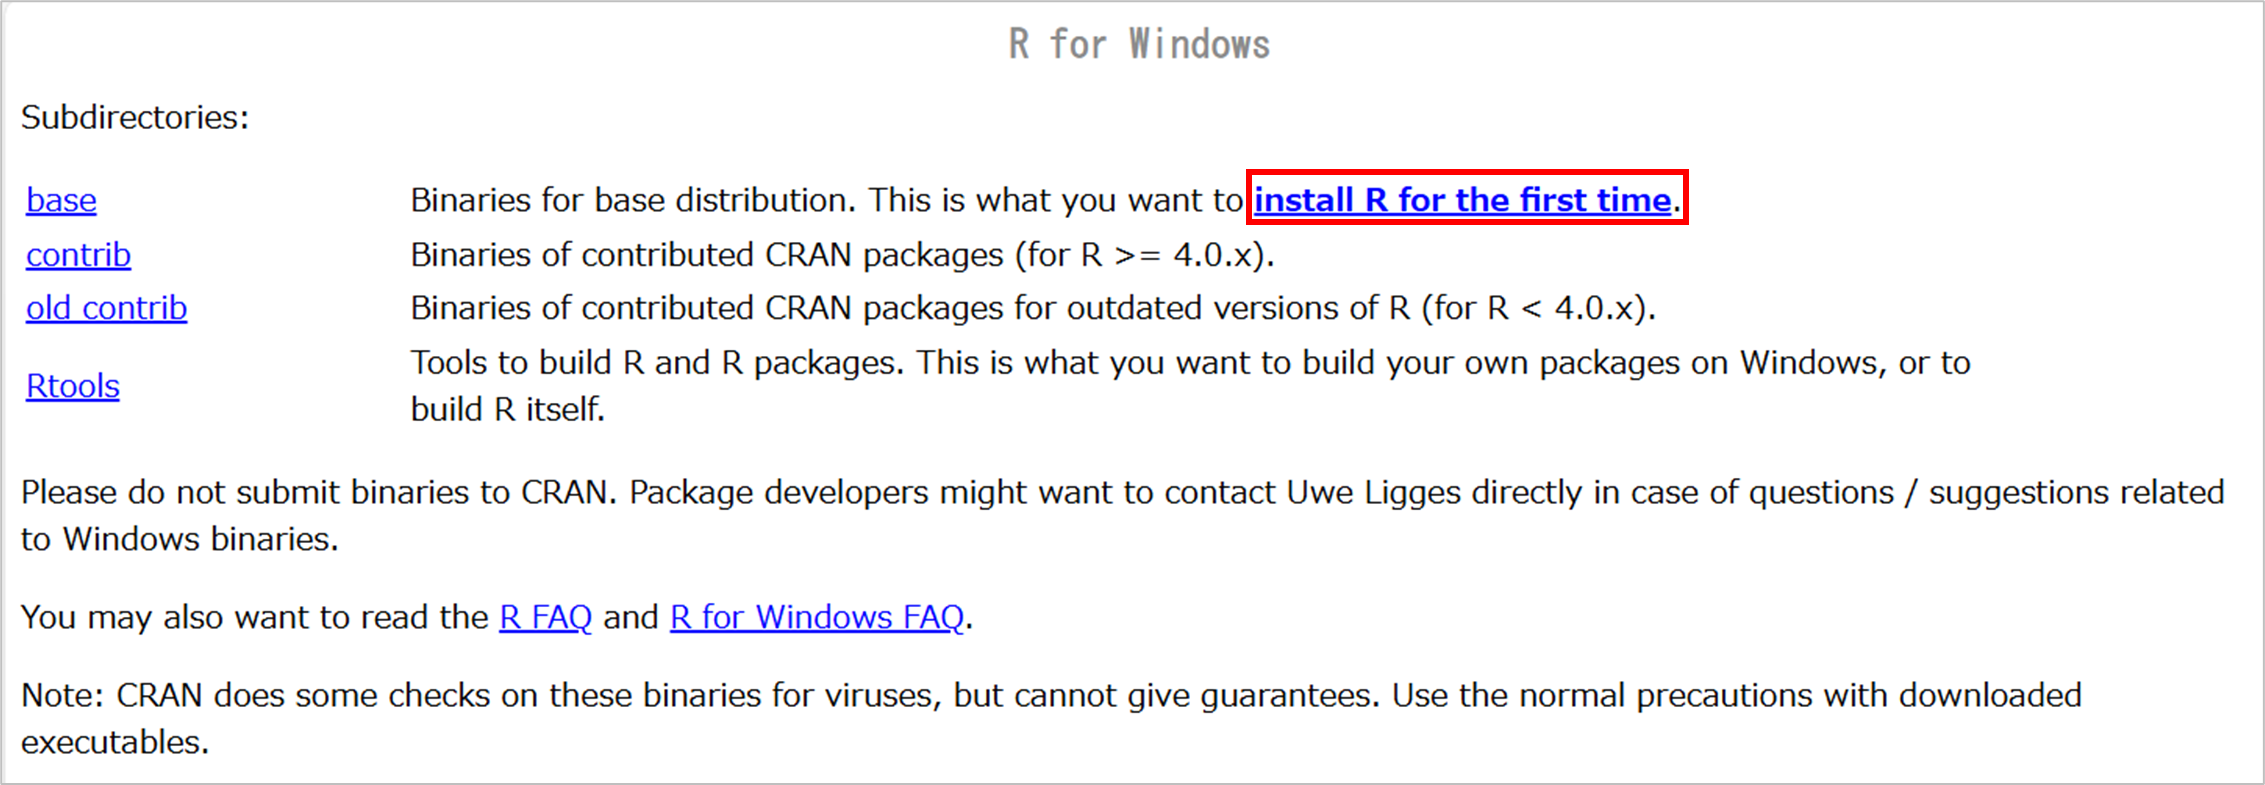 R for Windows
Subdirectories:
base Binaries for base distribution. This is what you want to install R for the first time.
contrib Binaries of contributed CRAN packages (for R >= 4.0.x).
old contrib Binaries of contributed CRAN packages for outdated versions of R (for R < 4.0.x).
Rtools Tools to build R and R packages. This is what you want to build your own packages on Windows, or to
build R itself.
Please do not submit binaries to CRAN. Package developers might want to contact Uwe Ligges directly in case of questions / suggestions related
to Windows binaries.
You may also want to read the R FAQ and R for Windows FAQ.
Note: CRAN does some checks on these binaries for viruses, but cannot give guarantees. Use the normal precautions with downloaded
executables.